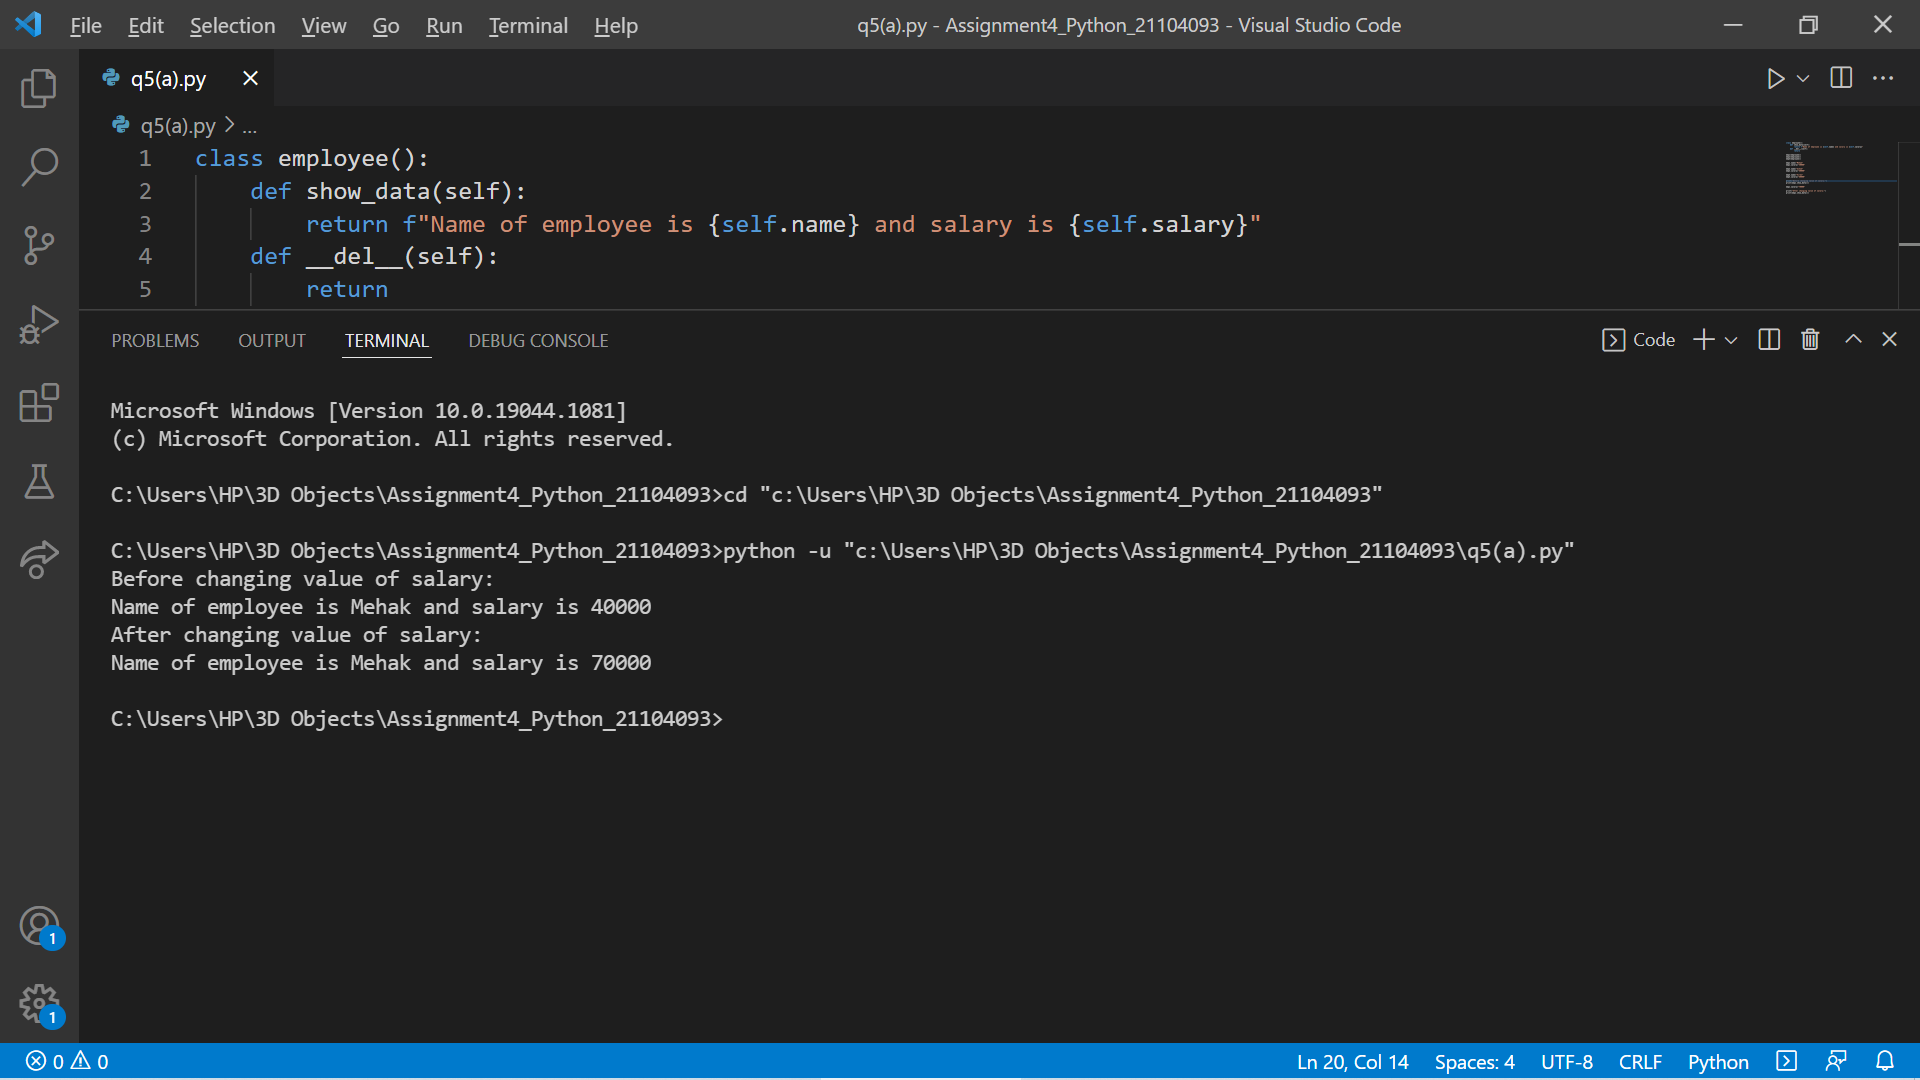 File Edit Selection View Go Run Terminal Help q5(a).py - Assignment4_Python_21104093 - Visual Studio Code
q5(a).py
q5(a).py > ...
1 class employee():
2 def show_data(self):
3 return f"Name of employee is {self.name} and salary is {self.salary}"
4 def __del__(self):
5 return
PROBLEMS OUTPUT TERMINAL DEBUG CONSOLE Code
Microsoft Windows [Version 10.0.19044.1081]
(c) Microsoft Corporation. All rights reserved.
C:\Users\HP\3D Objects\Assignment4_Python_21104093>cd "c:\Users\HP\3D Objects\Assignment4_Python_21104093"
C:\Users\HP\3D Objects\Assignment4_Python_21104093>python -u "c:\Users\HP\3D Objects\Assignment4_Python_21104093\q5(a).py"
Before changing value of salary:
Name of employee is Mehak and salary is 40000
After changing value of salary:
Name of employee is Mehak and salary is 70000
C:\Users\HP\3D Objects\Assignment4_Python_21104093>
1
1
0 0 Ln 20, Col 14 Spaces: 4 UTF-8 CRLF Python